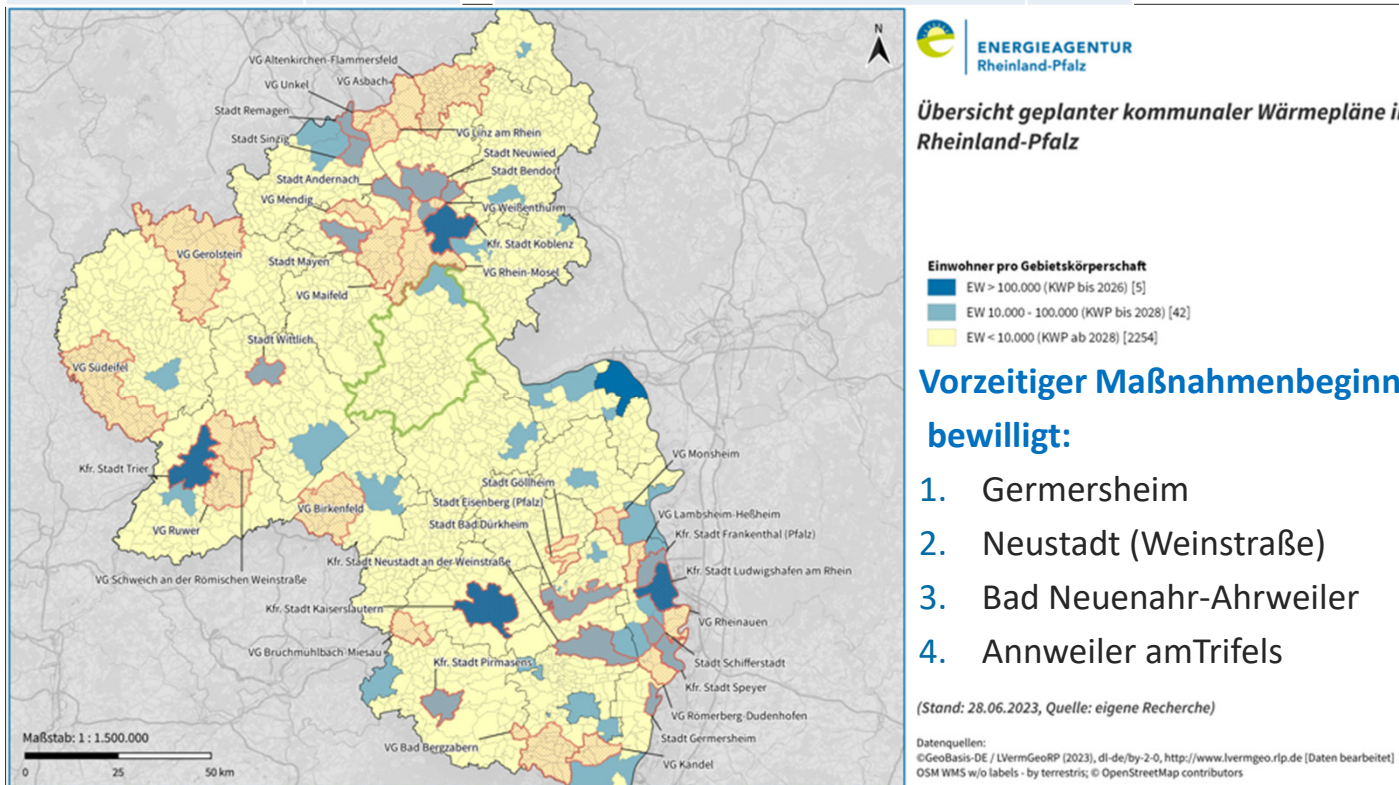 N
VG Altenkirchen-Flammersfeld
VG Asbach
VG Unkel
Stadt Remagen
Stadt Sinzig
VG Linz am Rhein
Stadt Neuwied
Stadt Bendorf
Stadt Andernach
VG Mendig
VG Weißenthurm
Kfr. Stadt Koblenz
VG Gerolstein
Stadt Mayen
VG Rhein-Mosel
VG Maifeld
Stadt Wittlich
VG Südeifel
Kfr. Stadt Trier
VG Ruwer
VG Birkenfeld
VG Schweich an der Römischen Weinstraße
VG Monsheim
Stadt Göllheim
Stadt Eisenberg (Pfalz)
VG Lambsheim-Heßheim
Stadt Bad Dürkheim
Kfr. Stadt Frankenthal (Pfalz)
Kfr. Stadt Neustadt an der Weinstraße
Kfr. Stadt Ludwigshafen am Rhein
Kfr. Stadt Kaiserslautern
VG Rheinauen
VG Bruchmühlbach-Miesau
Kfr. Stadt Pirmasens
Stadt Schifferstadt
Kfr. Stadt Speyer
VG Römerberg-Dudenhofen
Stadt Germersheim
VG Bad Bergzabern
VG Kandel
Maßstab: 1 : 1.500.000
0 25 50 km
ENERGIEAGENTUR
Rheinland-Pfalz
Übersicht geplanter kommunaler Wärmepläne i
Rheinland-Pfalz
Einwohner pro Gebietskörperschaft
EW > 100.000 (KWP bis 2026) [5]
EW 10.000 - 100.000 (KWP bis 2028) [42]
EW < 10.000 (KWP ab 2028) [2254]
Vorzeitiger Maßnahmenbeginn
bewilligt:
1. Germersheim
2. Neustadt (Weinstraße)
3. Bad Neuenahr-Ahrweiler
4. Annweiler amTrifels
(Stand: 28.06.2023, Quelle: eigene Recherche)
Datenquellen:
©GeoBasis-DE / LVermGeoRP (2023), dl-de/by-2-0, http://www.lvermgeo.rlp.de [Daten bearbeitet]
OSM WMS w/o labels - by terrestris; © OpenStreetMap contributors